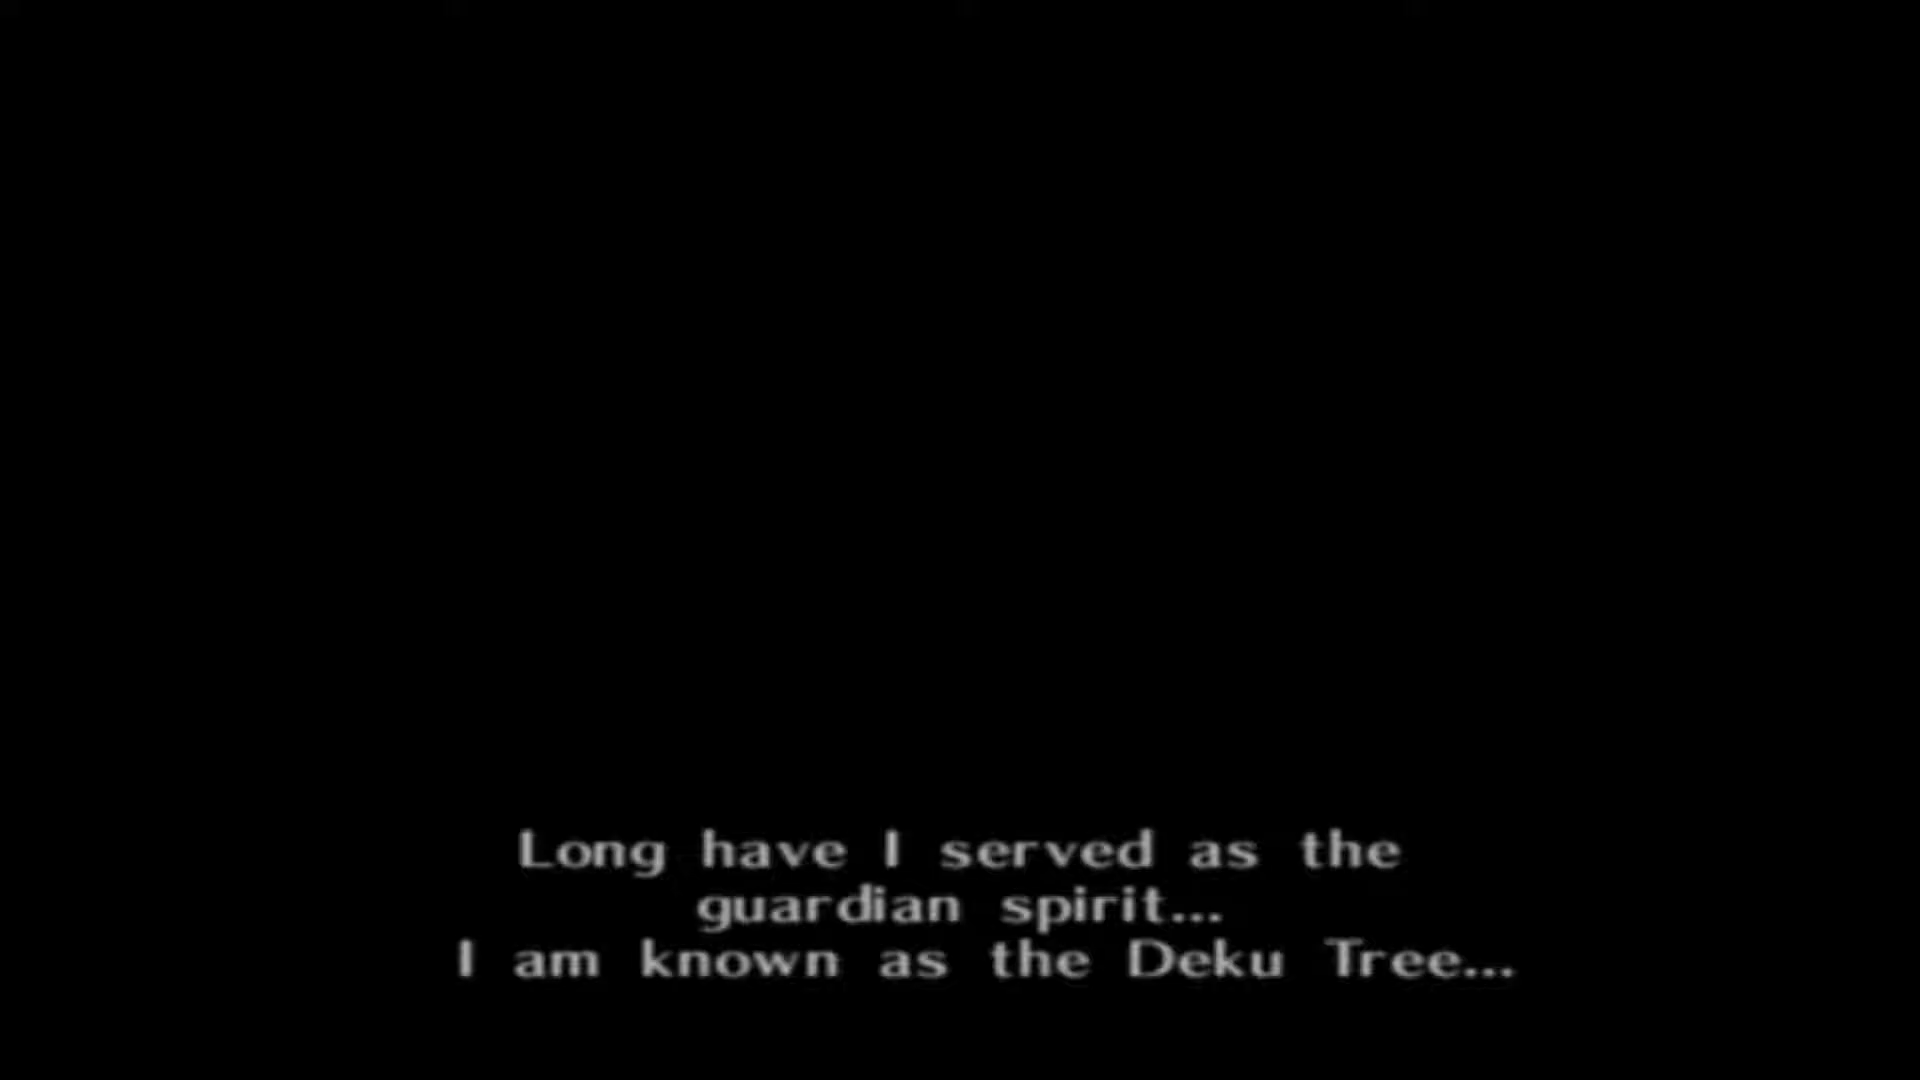 Long have I served as the
guardian spirit...
I am known as the Deku Tree...